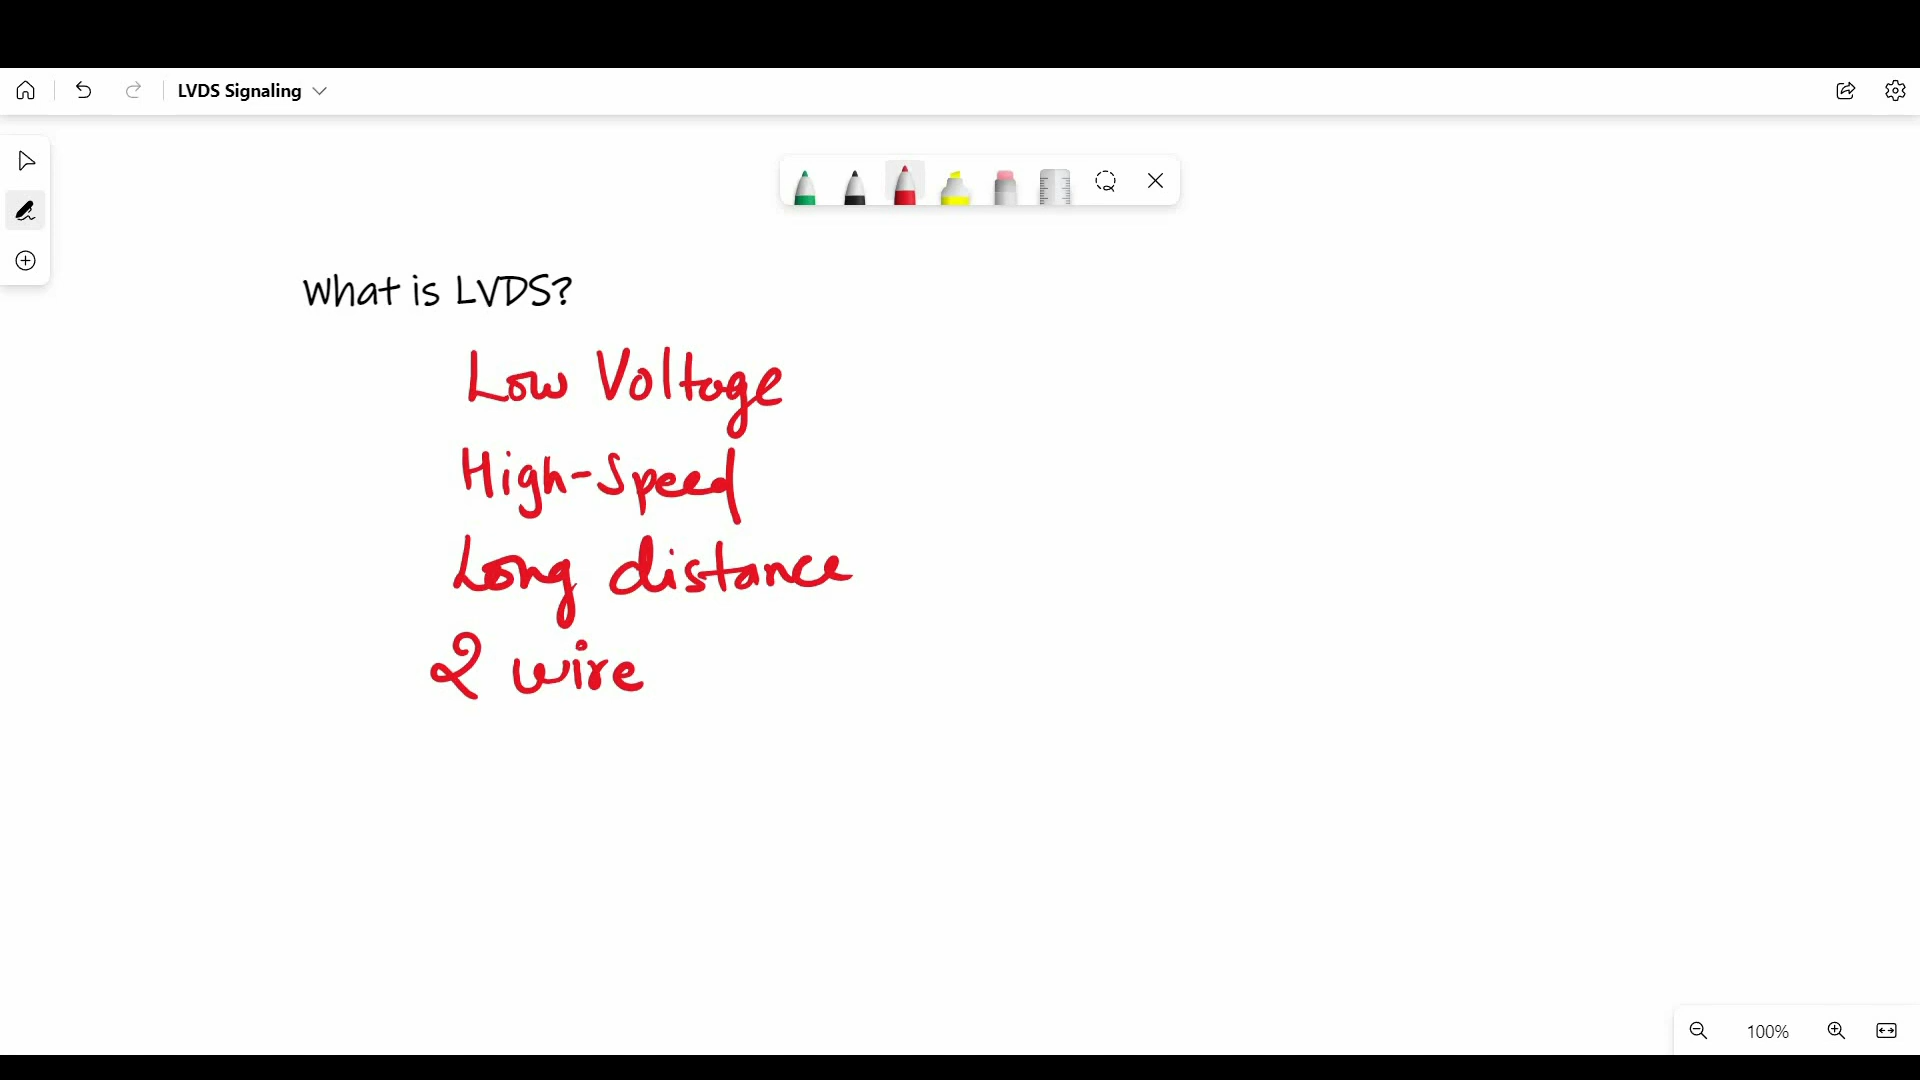 LVDS Signaling
What is LVDS?
Low Voltage
High-Speed
Long distance
2 wire
100%